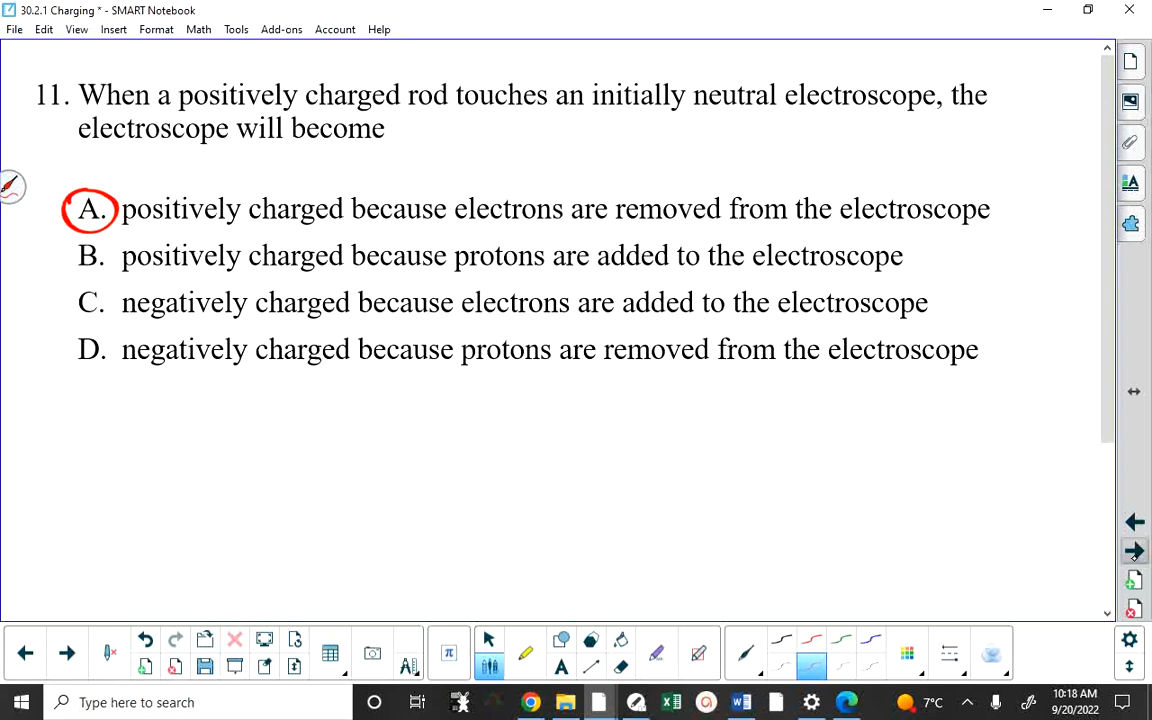 30.2.1 Charging * - SMART Notebook
File Edit View Insert Format Math Tools Add-ons Account Help
11. When a positively charged rod touches an initially neutral electroscope, the
electroscope will become
A. positively charged because electrons are removed from the electroscope
B. positively charged because protons are added to the electroscope
C. negatively charged because electrons are added to the electroscope
D. negatively charged because protons are removed from the electroscope
Type here to search
7°C
10:18 AM
9/20/2022